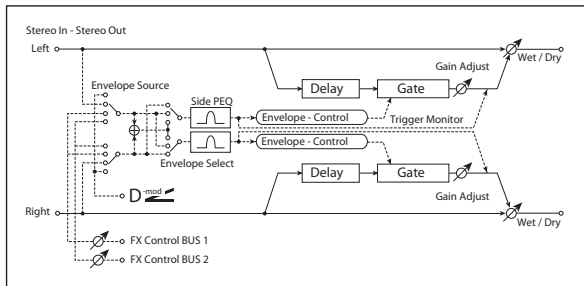 Stereo In - Stereo Out
Left
Wet / Dry
Gain Adjust
Envelope Source
Delay
Gate
Side PEQ
Envelope - Control
Trigger Monitor
Envelope - Control
Envelope Select
Delay
Gate
D-mod
Gain Adjust
Right
Wet / Dry
FX Control BUS 1
FX Control BUS 2